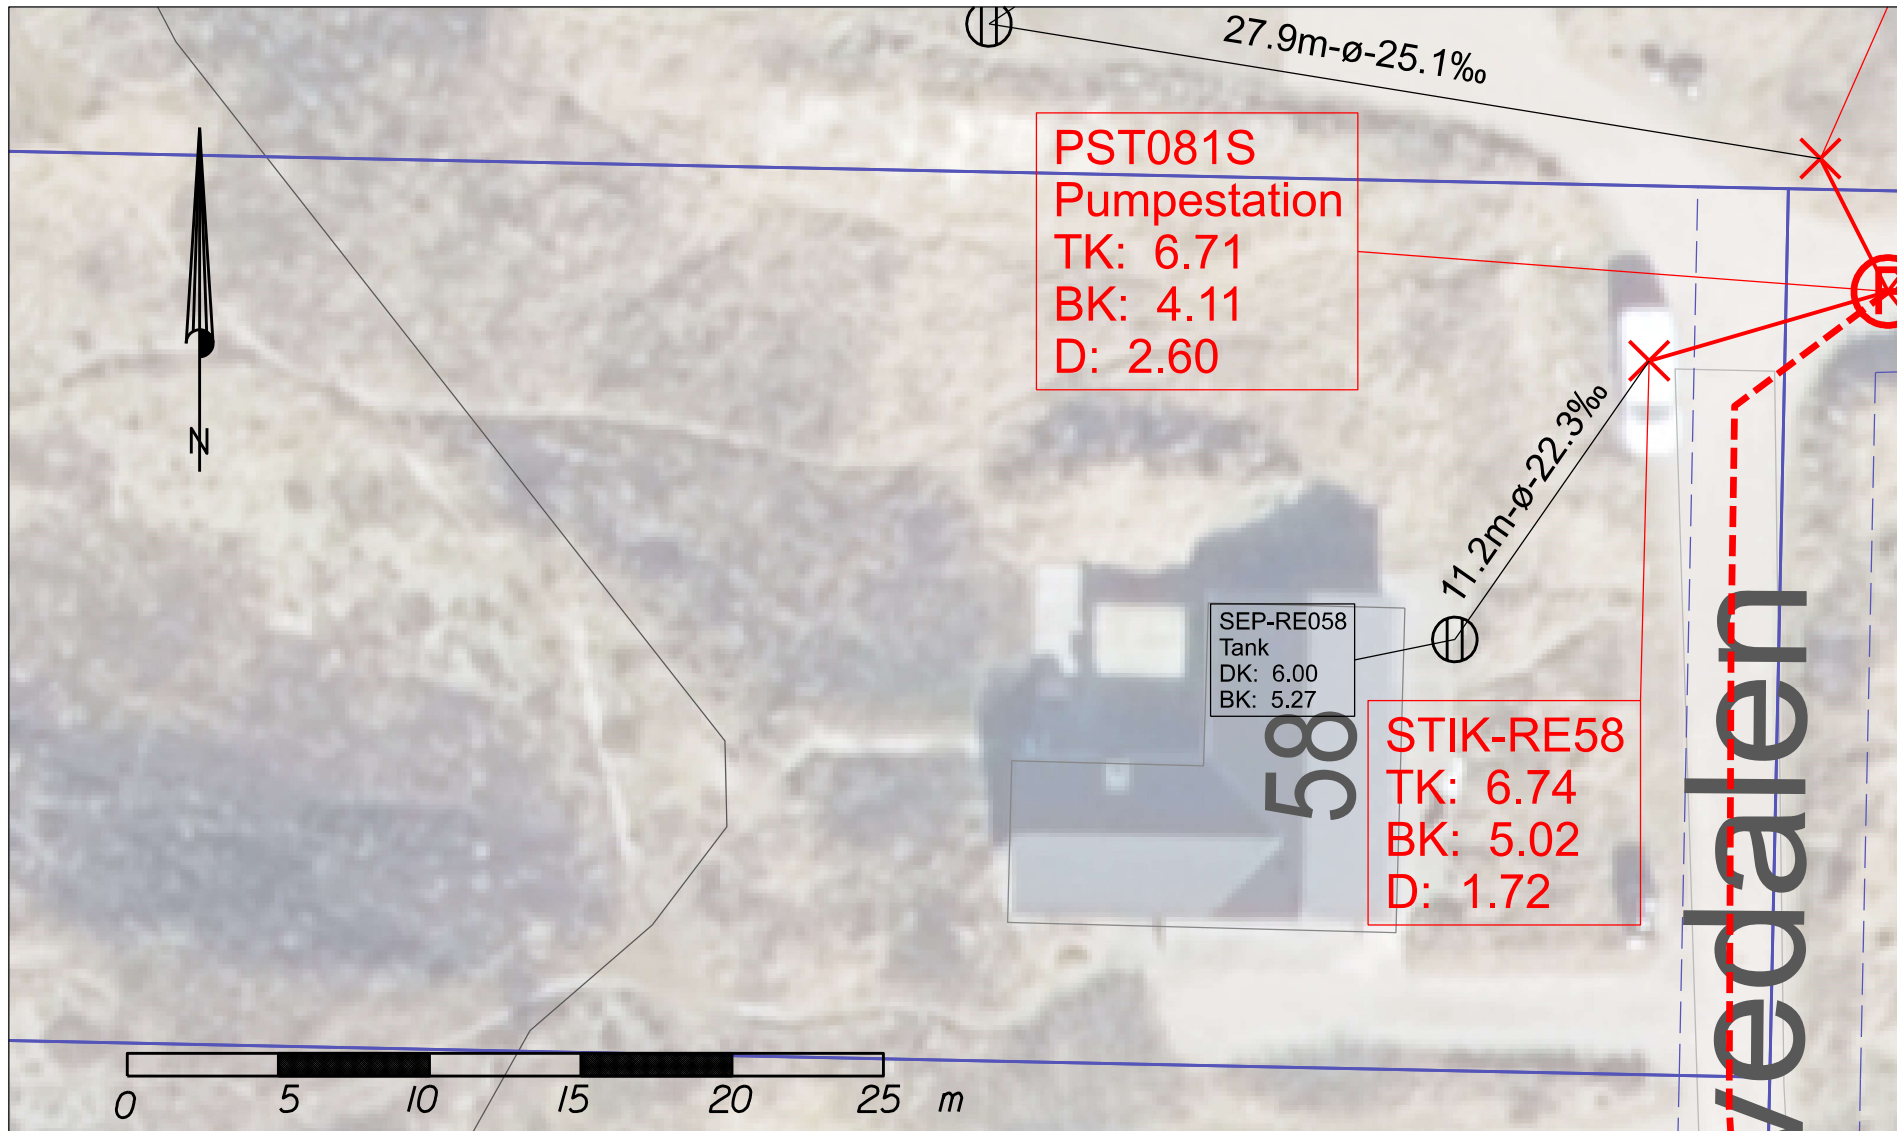 27.9m-ø-25.1‰
PST081S
Pumpestation
TK: 6.71
BK: 4.11
D: 2.60
P
N
11.2m-ø-22.3‰
SEP-RE058
Tank
DK: 6.00
BK: 5.27
58
STIK-RE58
TK: 6.74
BK: 5.02
D: 1.72
vedalen
0 5 10 15 20 25 m